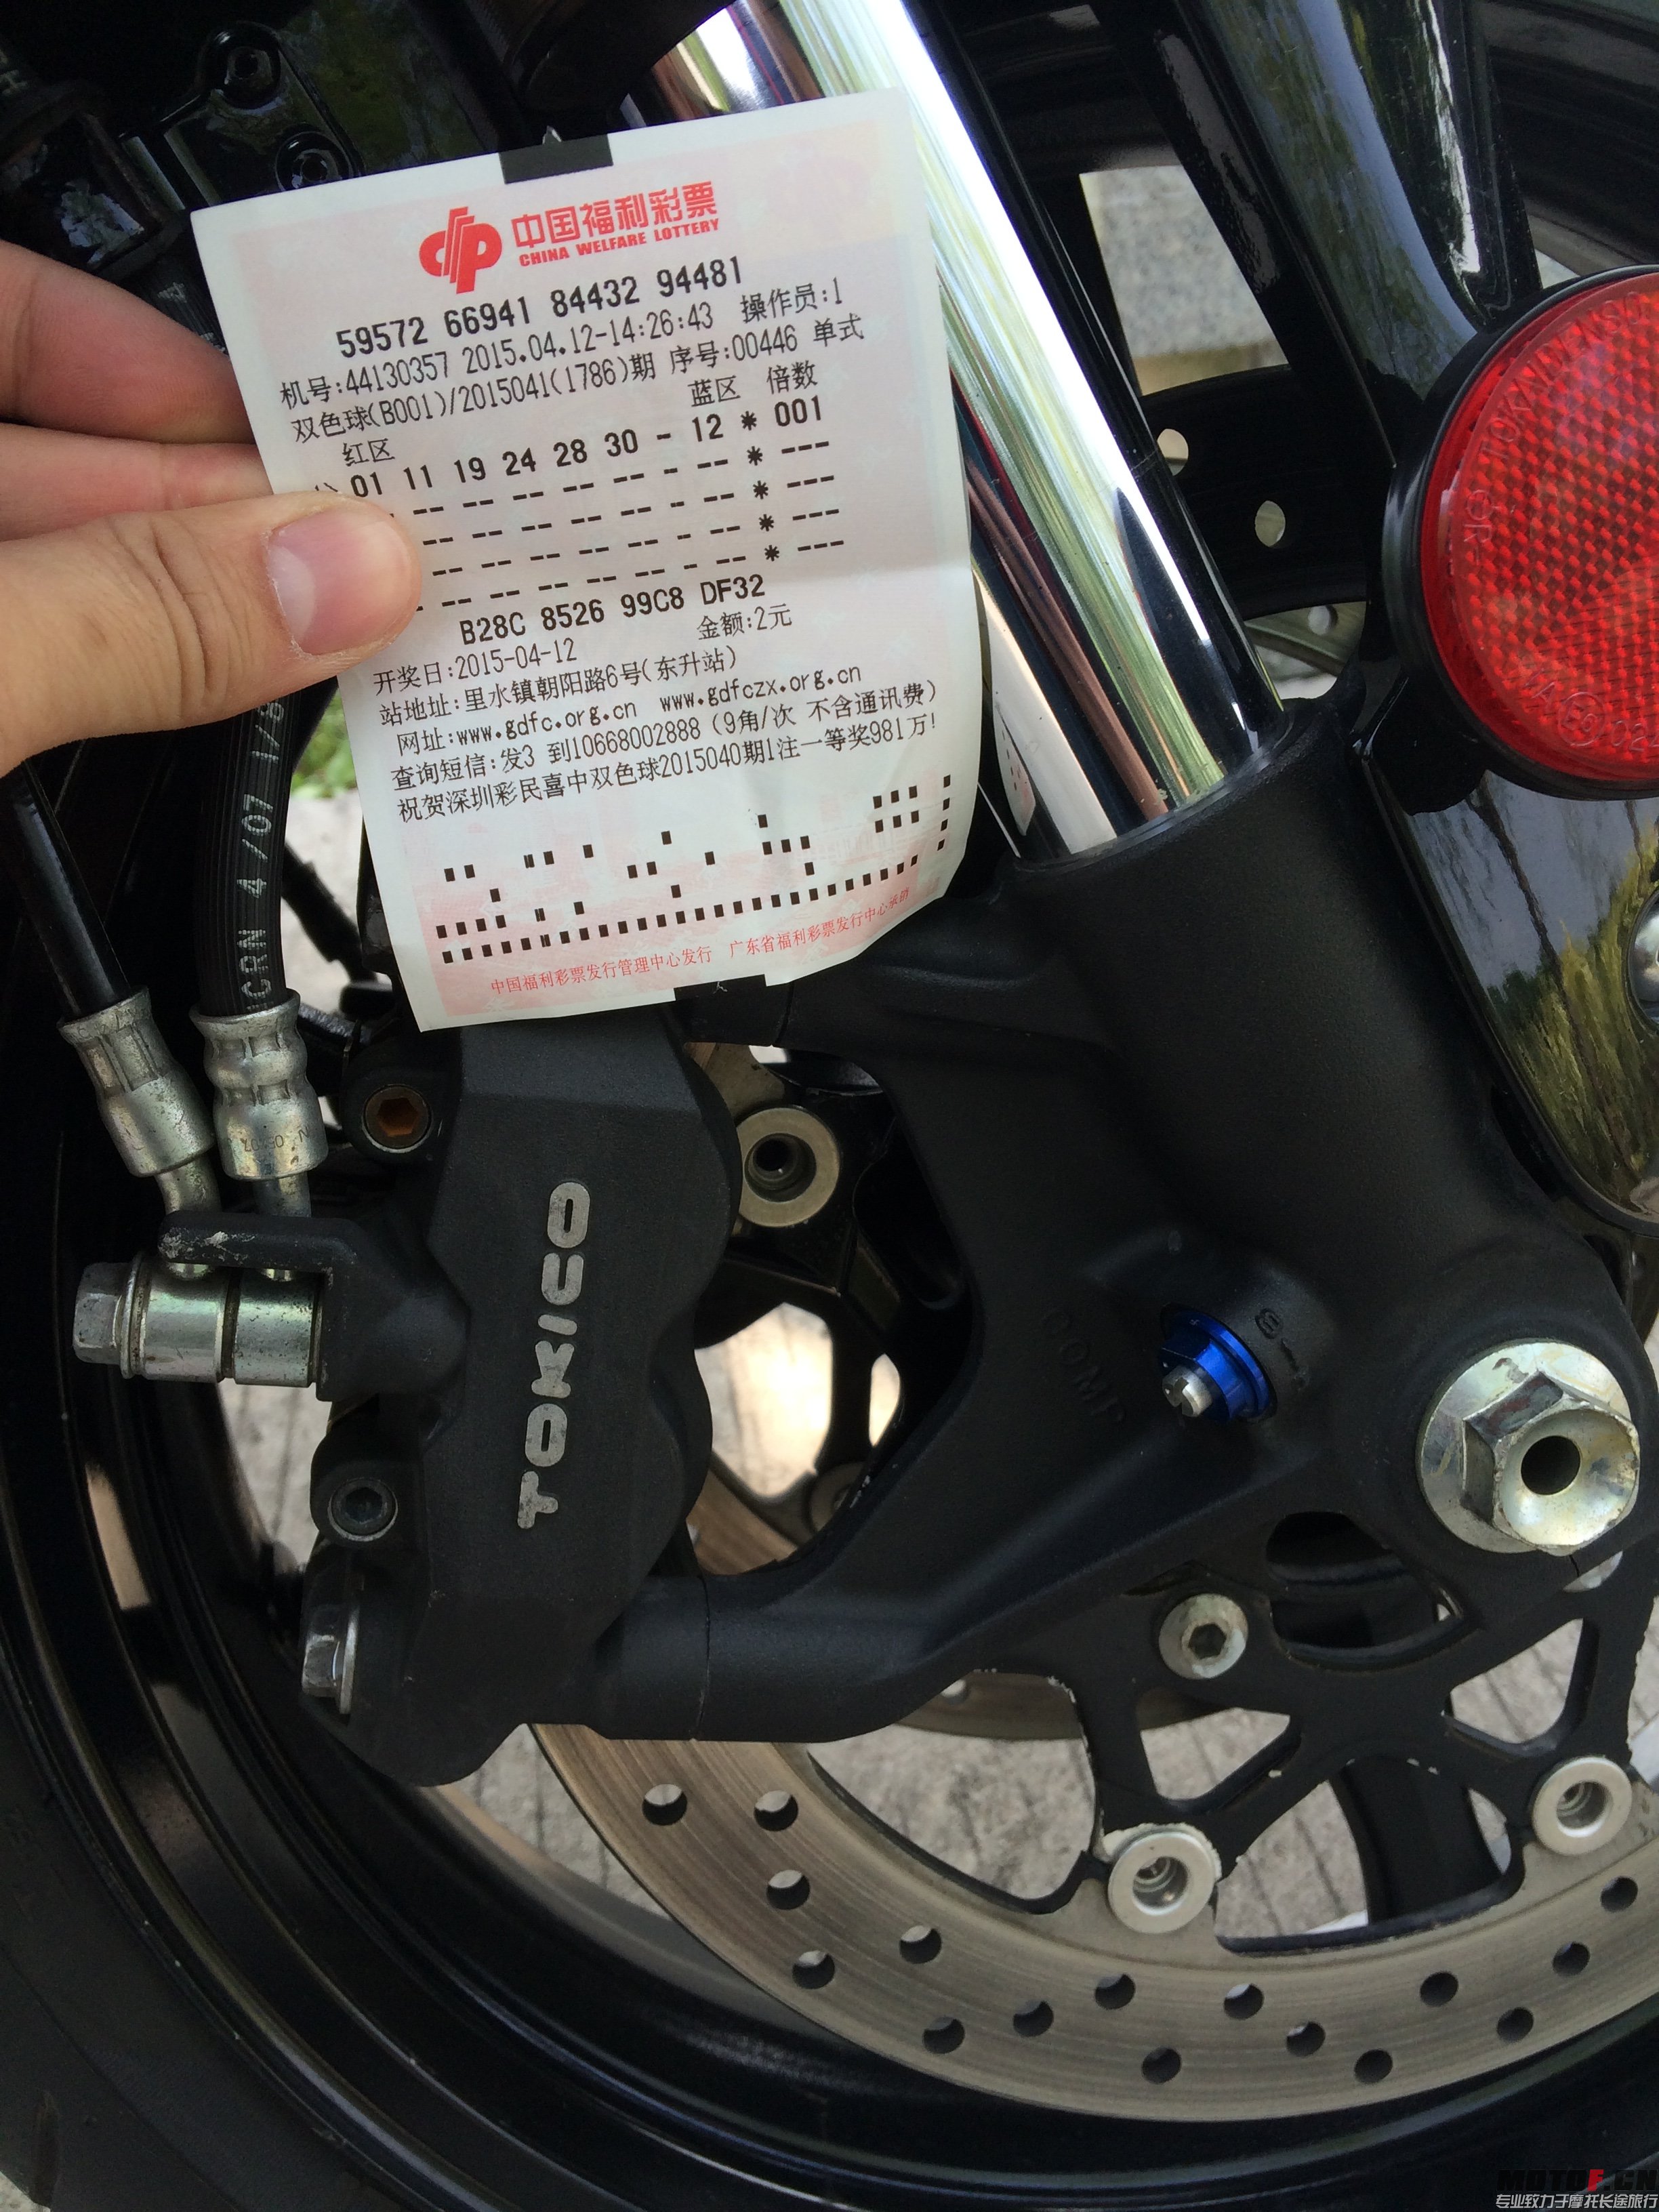 中国福利彩票
CHINA WELFARE LOTTERY
59572 66941 84432 94481
机号:44130357 2015.04.12-14:26:43 操作员:1
双色球(B001)/2015041(1786)期 序号:00446 单式
红区 蓝区 倍数
01 11 19 24 28 30 - 12 * 001
-- -- -- -- -- - -- * ---
-- -- -- -- -- - -- * ---
-- -- -- -- -- - -- * ---
-- -- -- -- -- - -- * ---
B28C 8526 99C8 DF32
开奖日:2015-04-12 金额:2元
站地址:里水镇朝阳路6号(东升站)
网址:www.gdfc.org.cn www.gdfczx.org.cn
查询短信:发3 到10668002888 (9角/次 不含通讯费)
祝贺深圳彩民喜中双色球2015040期1注一等奖981万!
中国福利彩票发行管理中心发行 广东省福利彩票发行中心承销
CRN 4/07 1/8
TOKICO
COMP
MOTOF.CN
专业致力于摩托长途旅行